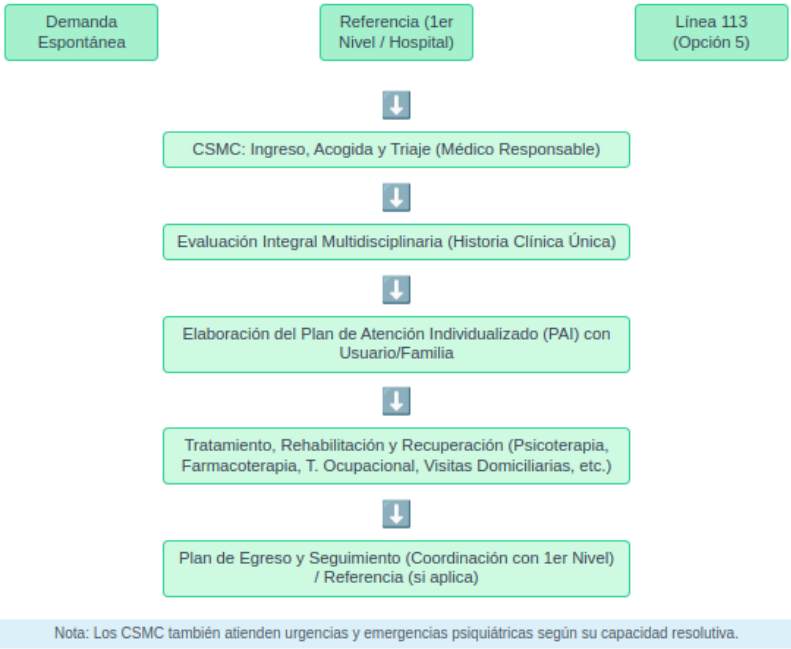 Demanda
Espontánea
Referencia (1er
Nivel / Hospital)
Línea 113
(Opción 5)
CSMC: Ingreso, Acogida y Triaje (Médico Responsable)
Evaluación Integral Multidisciplinaria (Historia Clínica Única)
Elaboración del Plan de Atención Individualizado (PAI) con
Usuario/Familia
Tratamiento, Rehabilitación y Recuperación (Psicoterapia,
Farmacoterapia, T. Ocupacional, Visitas Domiciliarias, etc.)
Plan de Egreso y Seguimiento (Coordinación con 1er Nivel)
/ Referencia (si aplica)
Nota: Los CSMC también atienden urgencias y emergencias psiquiátricas según su capacidad resolutiva.